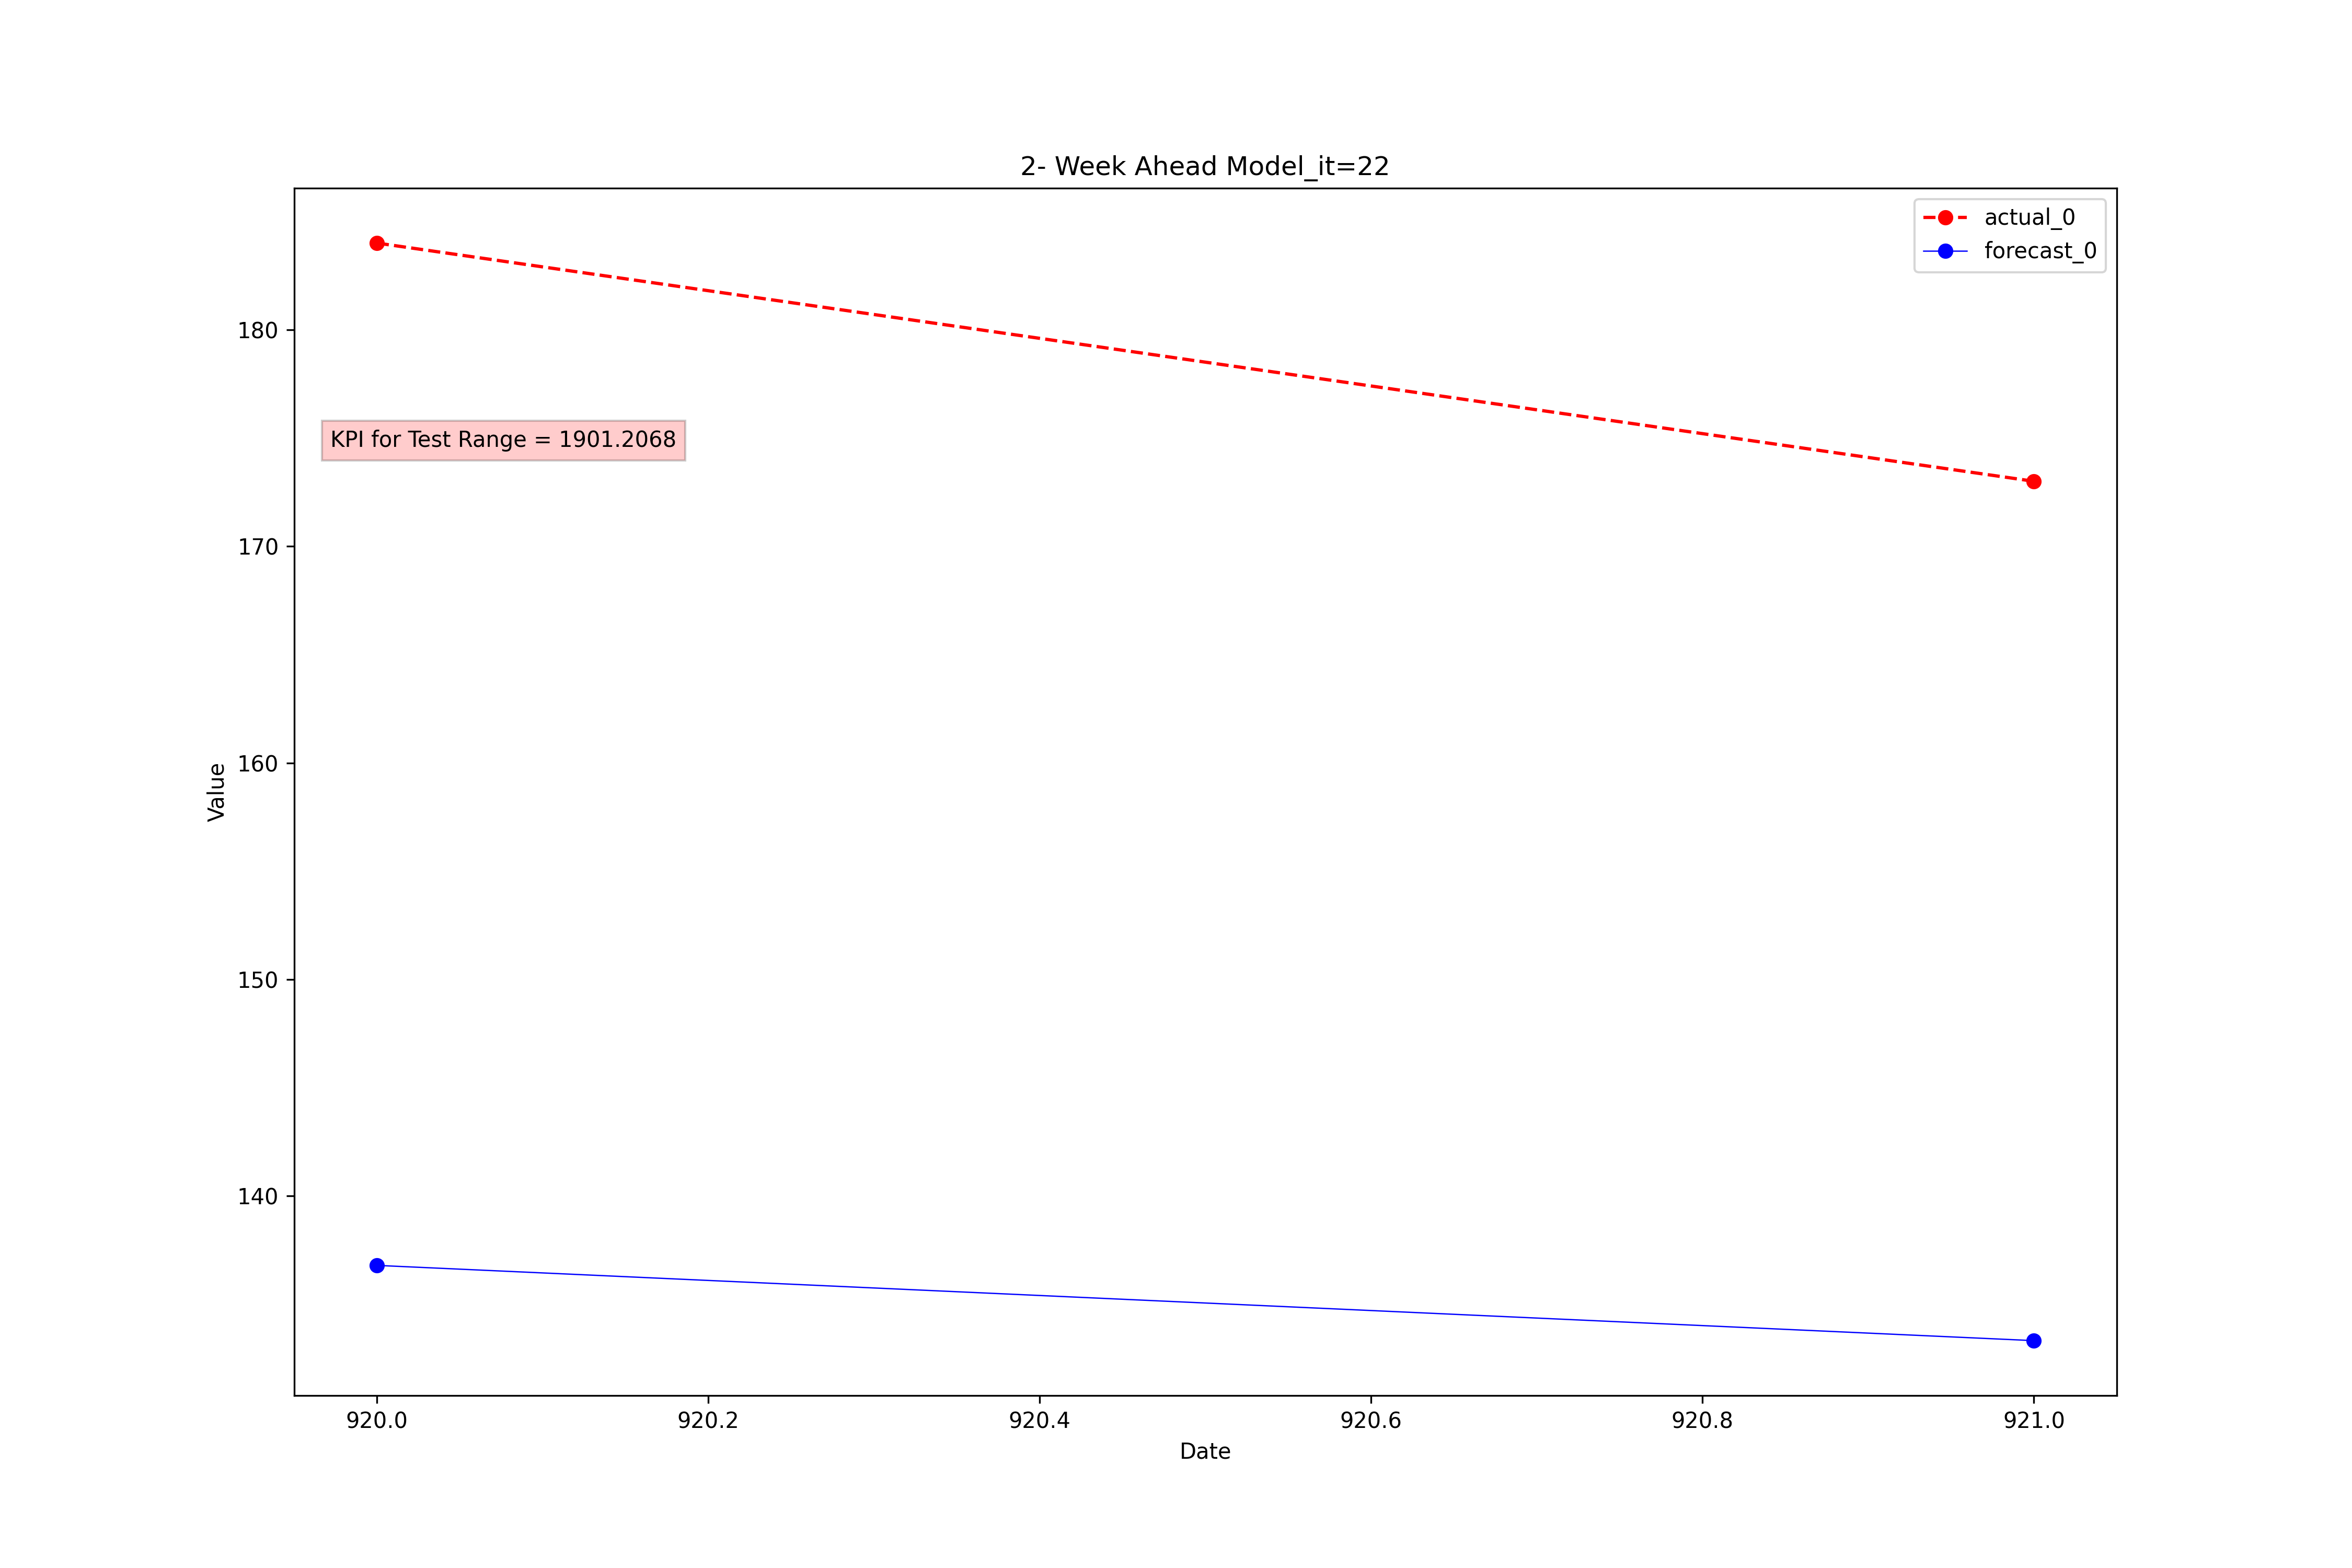 2- Week Ahead Model_it=22
actual_0
forecast_0
KPI for Test Range = 1901.2068
Value
180
170
160
150
140
920.0 920.2 920.4 920.6 920.8 921.0
Date